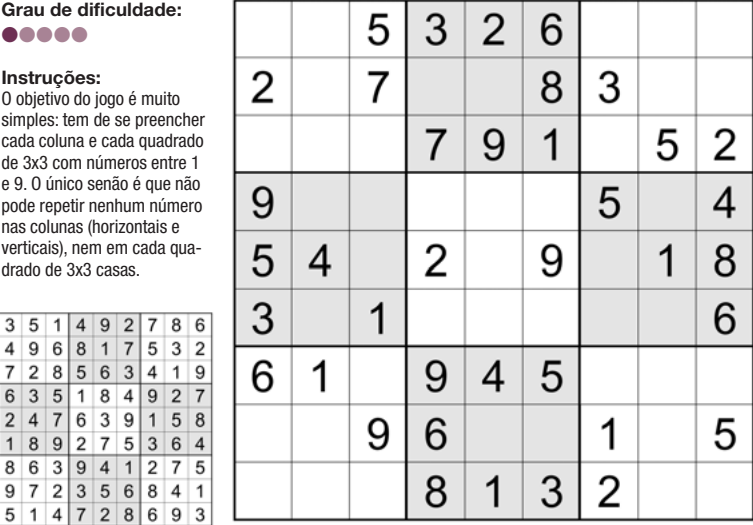 Grau de dificuldade:
Instruções:
O objetivo do jogo é muito
simples: tem de se preencher
cada coluna e cada quadrado
de 3x3 com números entre 1
e 9. O único senão é que não
pode repetir nenhum número
nas colunas (horizontais e
verticais), nem em cada qua-
drado de 3x3 casas.
3 5 1 4 9 2 7 8 6
4 9 6 8 1 7 5 3 2
7 2 8 5 6 3 4 1 9
6 3 5 1 8 4 9 2 7
2 4 7 6 3 9 1 5 8
1 8 9 2 7 5 3 6 4
8 6 3 9 4 1 2 7 5
9 7 2 3 5 6 8 4 1
5 1 4 7 2 8 6 9 3
5 3 2 6
2 7 8 3
7 9 1 5 2
9 5 4
5 4 2 9 1 8
3 1 6
6 1 9 4 5
9 6 1 5
8 1 3 2